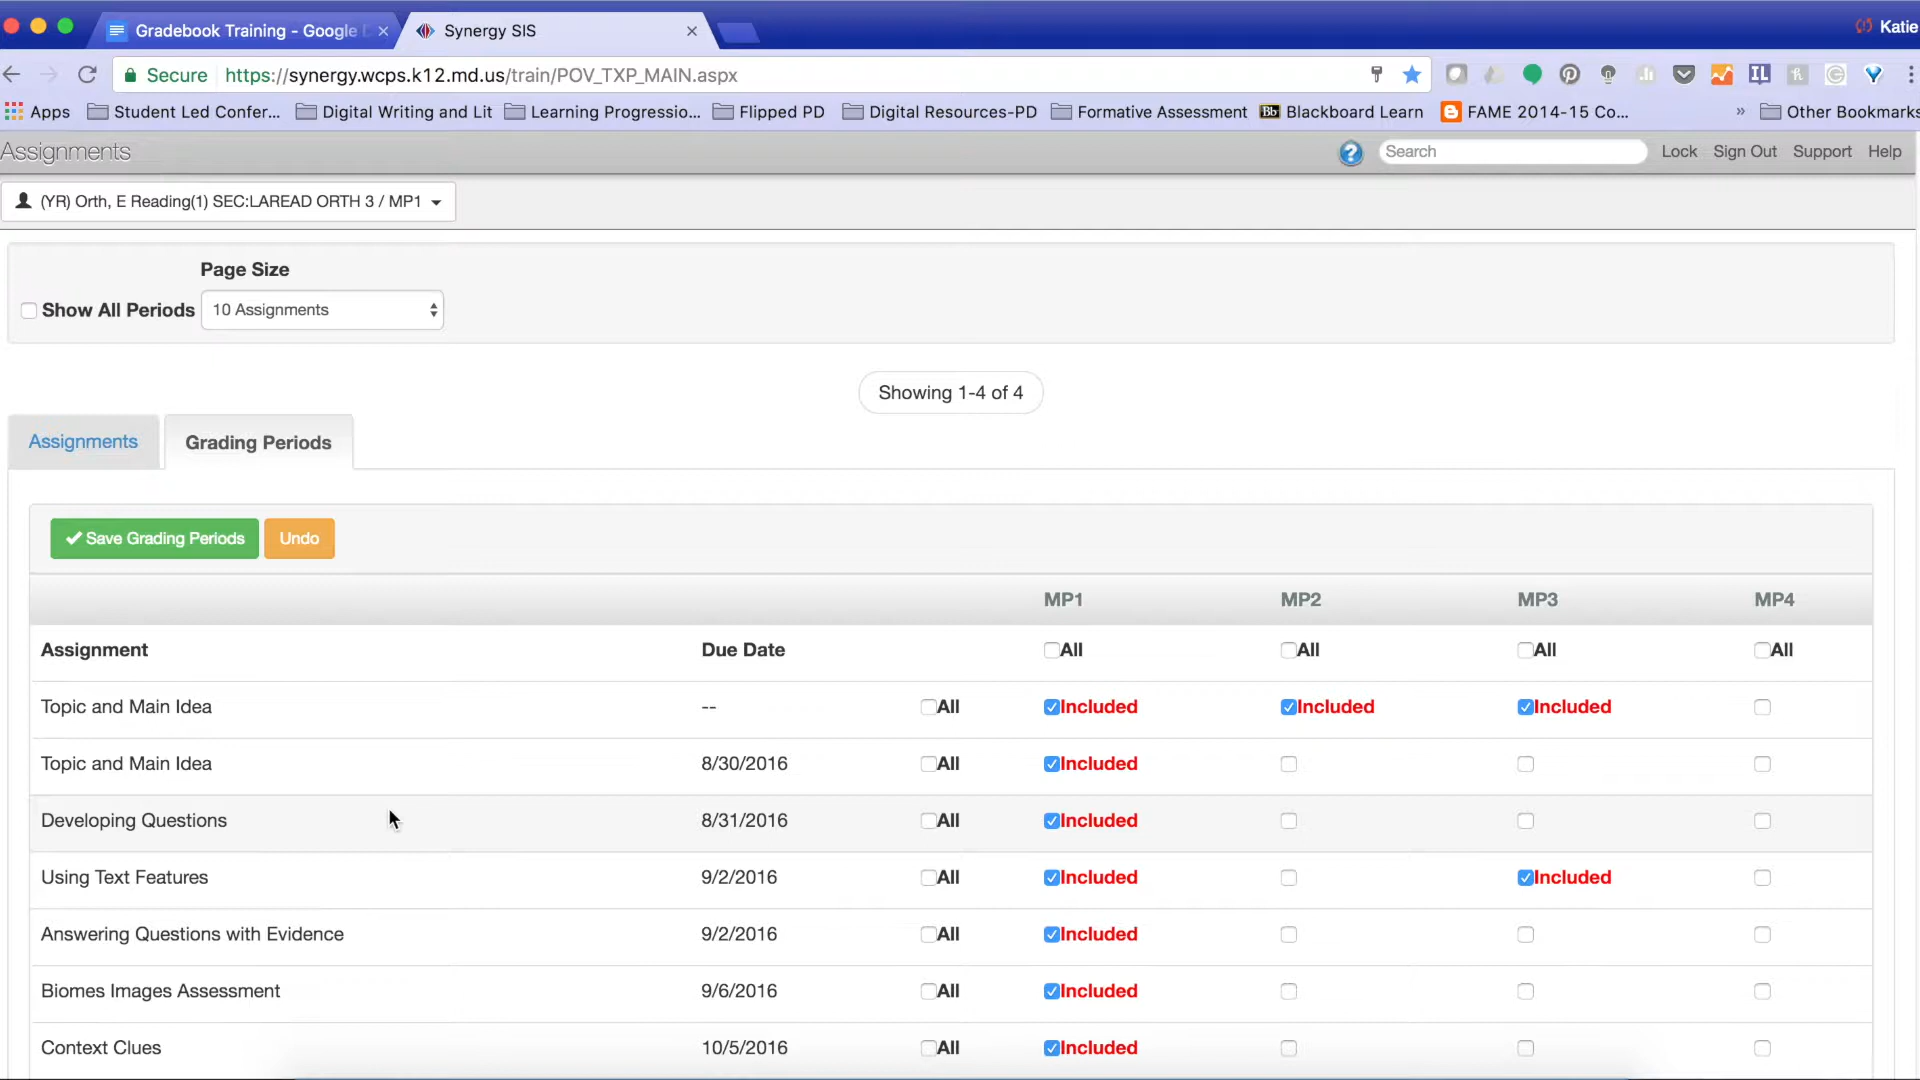 Gradebook Training - Google
Synergy SIS
Katie
Secure https://synergy.wcps.k12.md.us/train/POV_TXP_MAIN.aspx
Apps Student Led Confer... Digital Writing and Lit Learning Progressio... Flipped PD Digital Resources-PD Formative Assessment Bb Blackboard Learn FAME 2014-15 Co... » Other Bookmarks
Assignments
? Search Lock Sign Out Support Help
(YR) Orth, E Reading(1) SEC:LAREAD ORTH 3 / MP1
Page Size
Show All Periods 10 Assignments
Showing 1-4 of 4
Assignments Grading Periods
Save Grading Periods Undo
MP1 MP2 MP3 MP4
Assignment Due Date All All All All
Topic and Main Idea -- All Included Included Included
Topic and Main Idea 8/30/2016 All Included
Developing Questions 8/31/2016 All Included
Using Text Features 9/2/2016 All Included Included
Answering Questions with Evidence 9/2/2016 All Included
Biomes Images Assessment 9/6/2016 All Included
Context Clues 10/5/2016 All Included